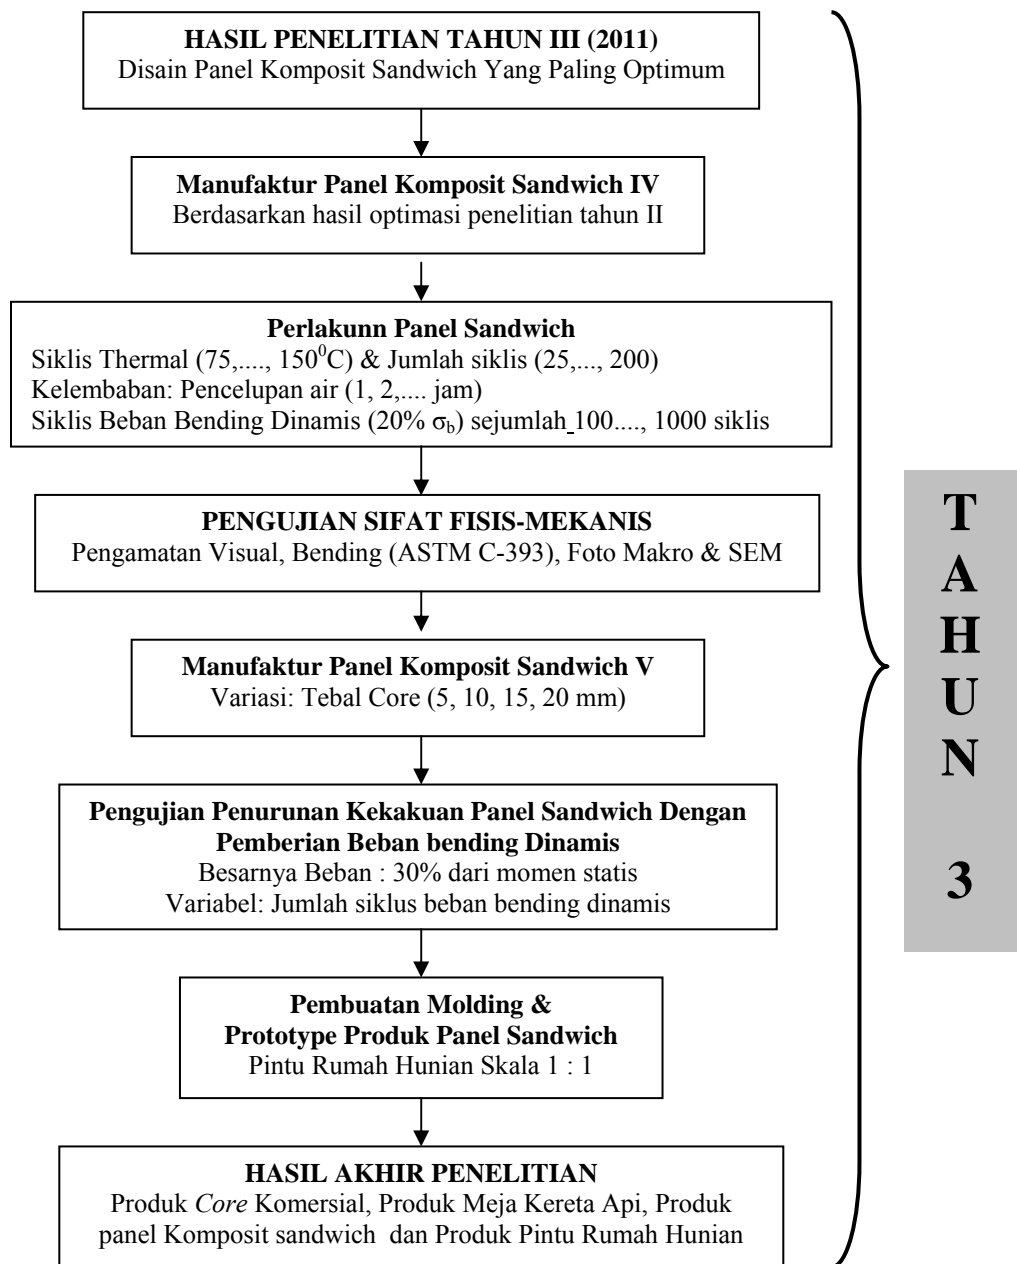 HASIL PENELITIAN TAHUN III (2011)
Disain Panel Komposit Sandwich Yang Paling Optimum
Manufaktur Panel Komposit Sandwich IV
Berdasarkan hasil optimasi penelitian tahun II
Perlakunn Panel Sandwich
Siklis Thermal (75,...., 150⁰C) & Jumlah siklis (25,..., 200)
Kelembaban: Pencelupan air (1, 2,.... jam)
Siklis Beban Bending Dinamis (20% σb) sejumlah 100...., 1000 siklis
PENGUJIAN SIFAT FISIS-MEKANIS
Pengamatan Visual, Bending (ASTM C-393), Foto Makro & SEM
Manufaktur Panel Komposit Sandwich V
Variasi: Tebal Core (5, 10, 15, 20 mm)
Pengujian Penurunan Kekakuan Panel Sandwich Dengan
Pemberian Beban bending Dinamis
Besarnya Beban : 30% dari momen statis
Variabel: Jumlah siklus beban bending dinamis
Pembuatan Molding &
Prototype Produk Panel Sandwich
Pintu Rumah Hunian Skala 1 : 1
HASIL AKHIR PENELITIAN
Produk Core Komersial, Produk Meja Kereta Api, Produk
panel Komposit sandwich dan Produk Pintu Rumah Hunian
T
A
H
U
N
3